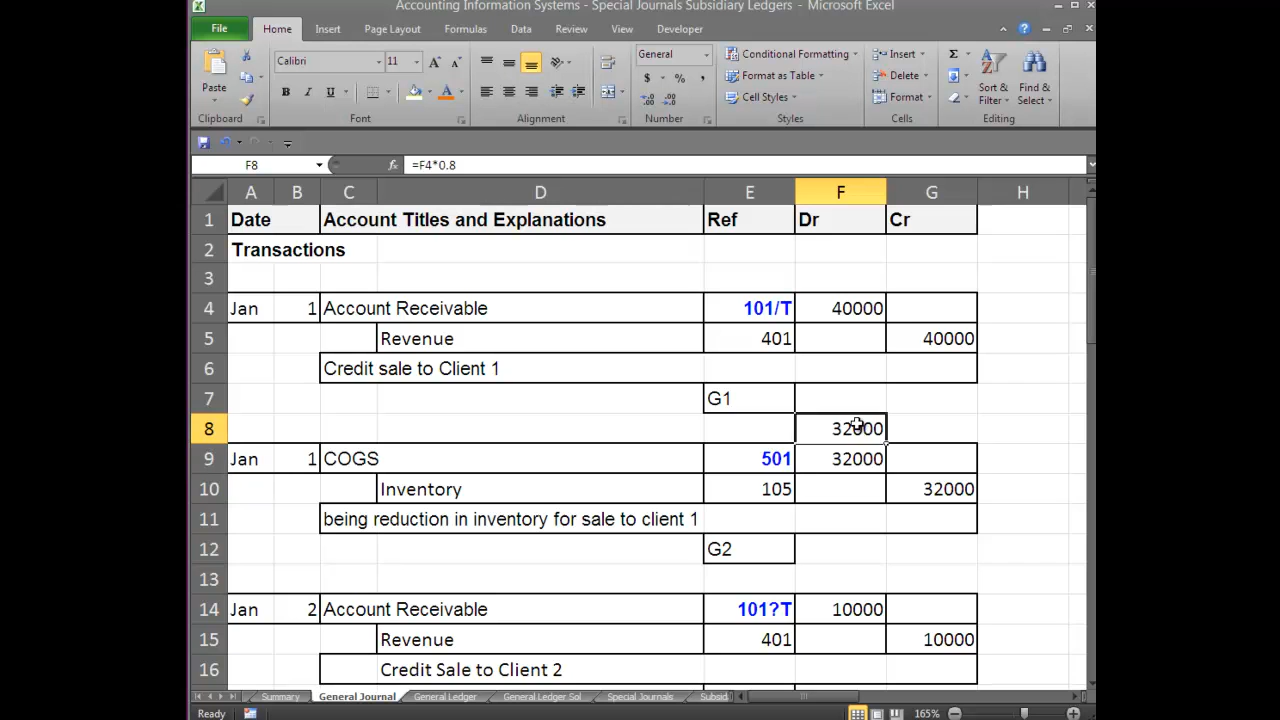 Accounting Information Systems - Special Journals Subsidiary Ledgers - Microsoft Excel
File Home Insert Page Layout Formulas Data Review View Developer
Calibri 11 General Conditional Formatting Insert Σ
Paste Format as Table Delete Sort & Find &
B I U $ % , Cell Styles Format Filter Select
Clipboard Font Alignment Number Styles Cells Editing
F8 fx =F4*0.8
A B C D E F G H
1 Date Account Titles and Explanations Ref Dr Cr
2 Transactions
3
4 Jan 1 Account Receivable 101/T 40000
5 Revenue 401 40000
6 Credit sale to Client 1
7 G1
8 32000
9 Jan 1 COGS 501 32000
10 Inventory 105 32000
11 being reduction in inventory for sale to client 1
12 G2
13
14 Jan 2 Account Receivable 101?T 10000
15 Revenue 401 10000
16 Credit Sale to Client 2
Summary General Journal General Ledger General Ledger Sol Special Journals Subsid
Ready 165%